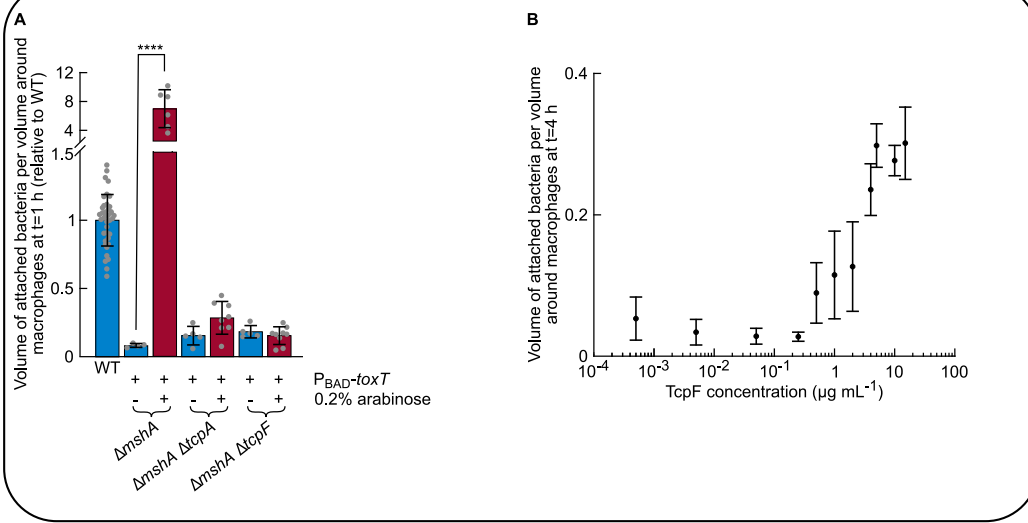 A
Volume of attached bacteria per volume around
macrophages at t=1 h (relative to WT)
12
8
4
1.5
1
0.5
0
****
WT
+ + + + + +
P_BAD-toxT
- + - + - +
0.2% arabinose
ΔmshA
ΔmshA ΔtcpA
ΔmshA ΔtcpF
B
Volume of attached bacteria per volume
around macrophages at t=4 h
0.4
0.2
0
10⁻⁴ 10⁻³ 10⁻² 10⁻¹ 1 10 100
TcpF concentration (µg mL⁻¹)